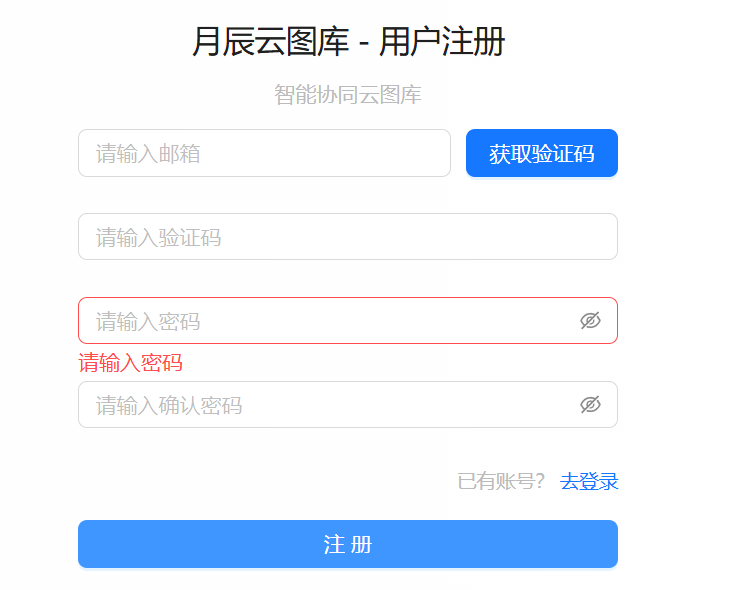 月辰云图库 - 用户注册
智能协同云图库
请输入邮箱 获取验证码
请输入验证码
请输入密码
请输入密码
请输入确认密码
已有账号? 去登录
注 册